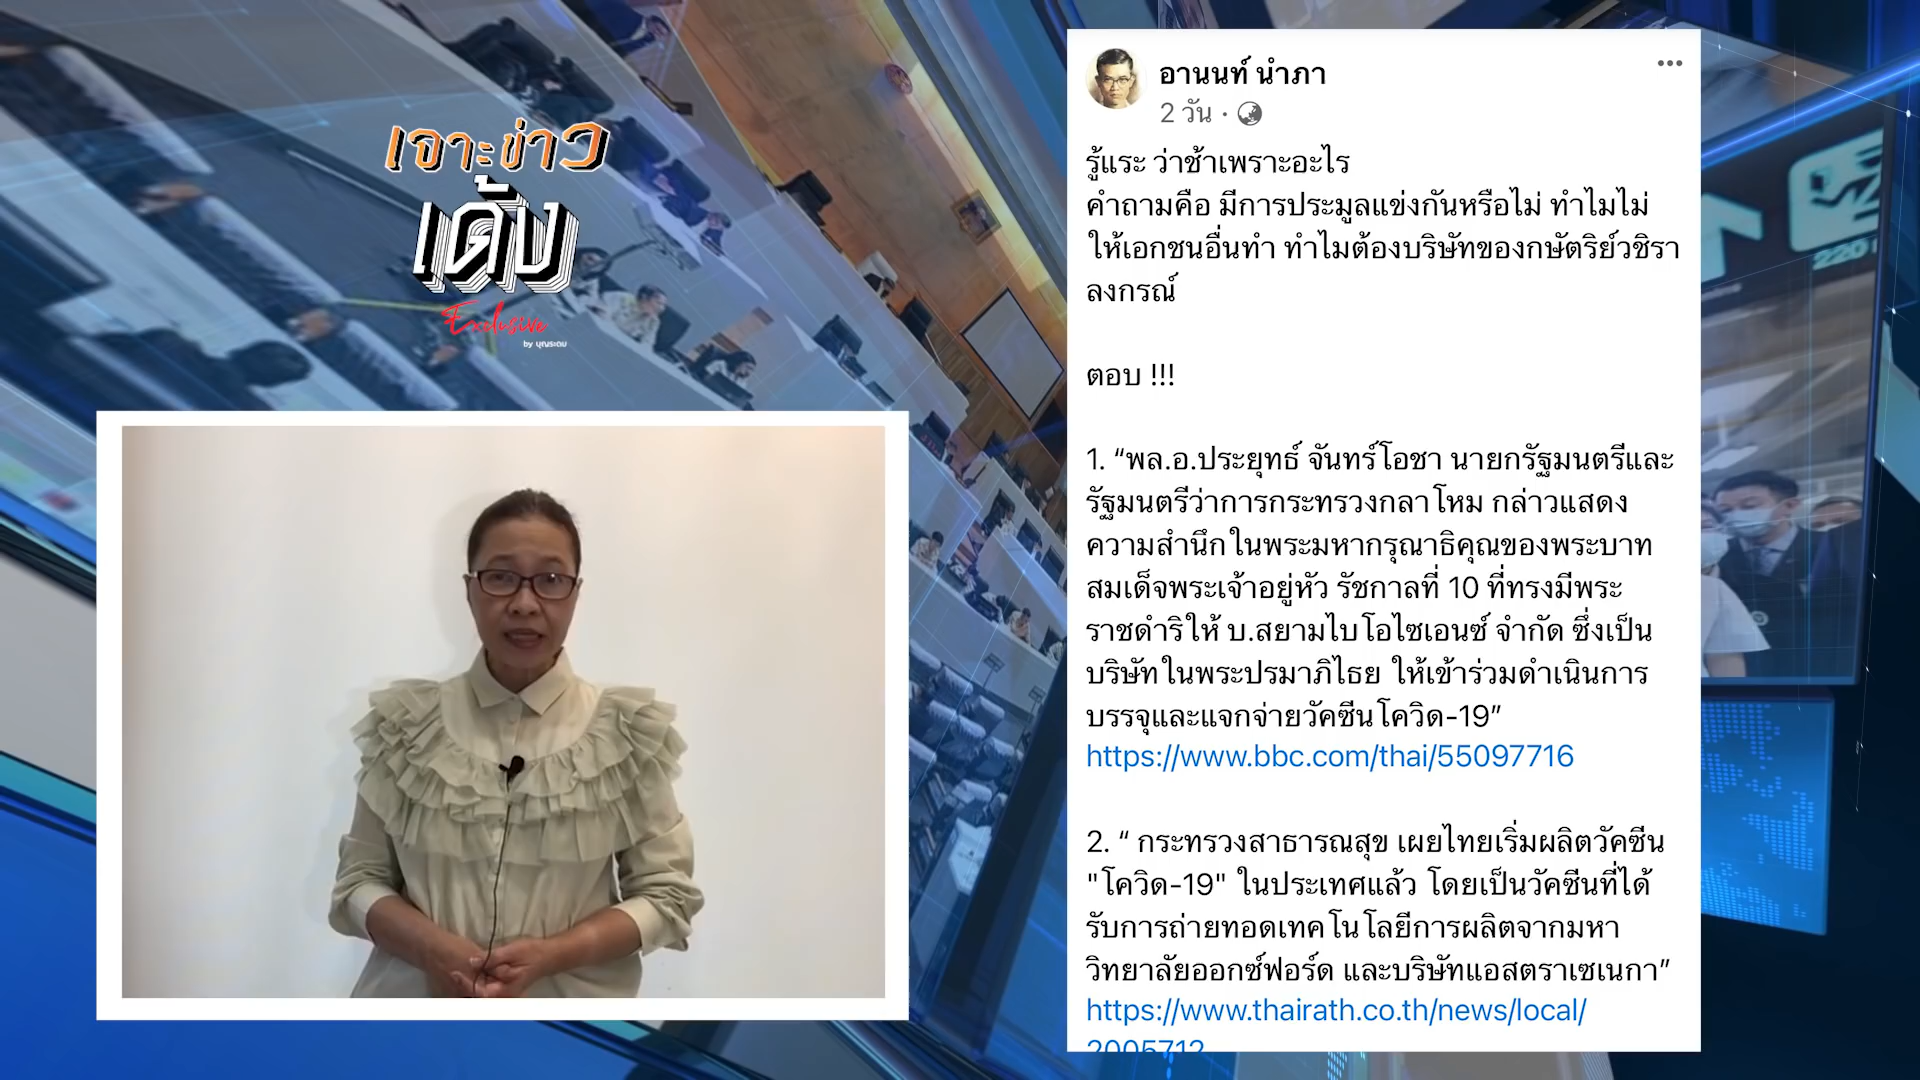 เจาะข่าว
เด้ง
Exclusive
by บุญระดม
อานนท์ นำภา
2 วัน ·
รู้แระ ว่าช้าเพราะอะไร
คำถามคือ มีการประมูลแข่งกันหรือไม่ ทำไมไม่
ให้เอกชนอื่นทำ ทำไมต้องบริษัทของกษัตริย์วชิรา
ลงกรณ์
ตอบ !!!
1. “พล.อ.ประยุทธ์ จันทร์โอชา นายกรัฐมนตรีและ
รัฐมนตรีว่าการกระทรวงกลาโหม กล่าวแสดง
ความสำนึกในพระมหากรุณาธิคุณของพระบาท
สมเด็จพระเจ้าอยู่หัว รัชกาลที่ 10 ที่ทรงมีพระ
ราชดำริให้ บ.สยามไบโอไซเอนซ์ จำกัด ซึ่งเป็น
บริษัทในพระปรมาภิไธย ให้เข้าร่วมดำเนินการ
บรรจุและแจกจ่ายวัคซีนโควิด-19”
https://www.bbc.com/thai/55097716
2. “ กระทรวงสาธารณสุข เผยไทยเริ่มผลิตวัคซีน
"โควิด-19" ในประเทศแล้ว โดยเป็นวัคซีนที่ได้
รับการถ่ายทอดเทคโนโลยีการผลิตจากมหา
วิทยาลัยออกซ์ฟอร์ด และบริษัทแอสตราเซเนกา”
https://www.thairath.co.th/news/local/
2005712